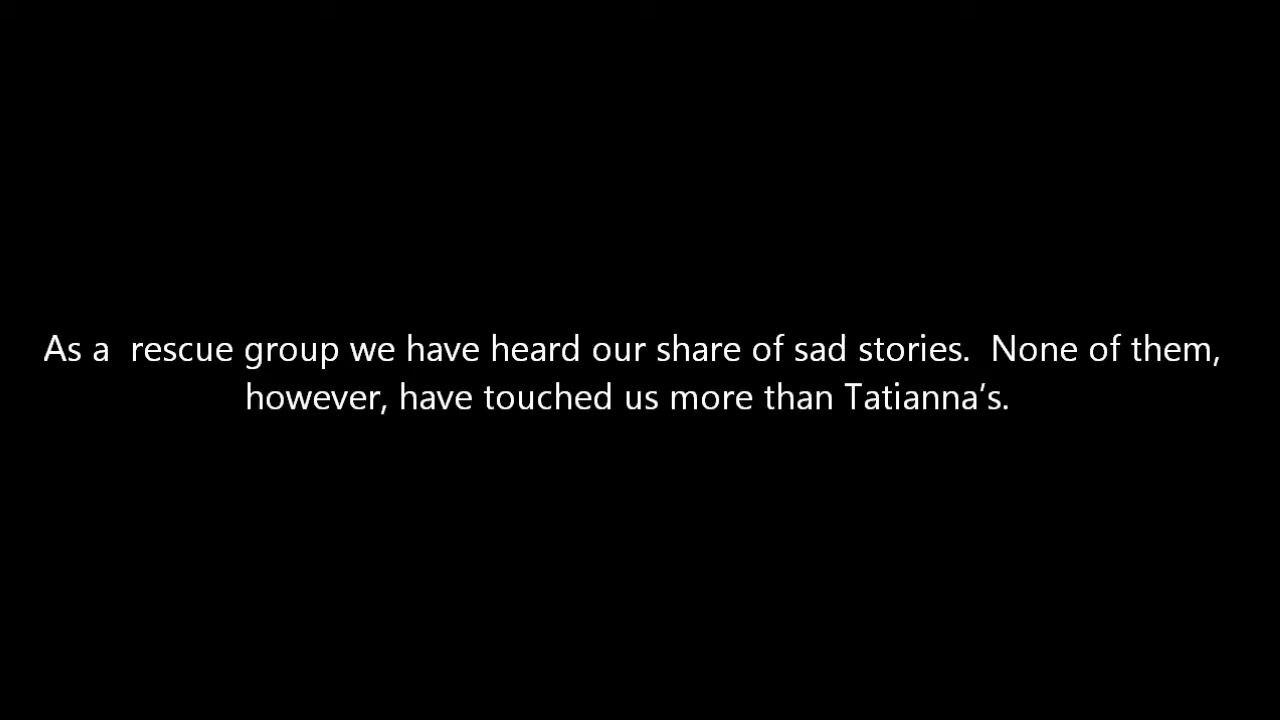 As a  rescue group we have heard our share of sad stories.  None of them,
however, have touched us more than Tatianna’s.